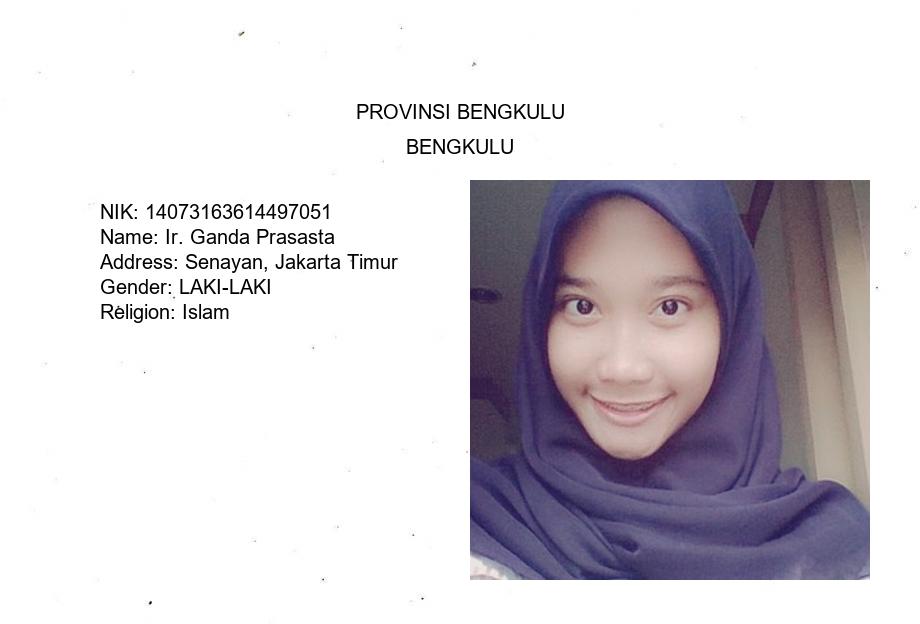 PROVINSI BENGKULU
BENGKULU
NIK: 14073163614497051
Name: Ir. Ganda Prasasta
Address: Senayan, Jakarta Timur
Gender: LAKI-LAKI
Religion: Islam